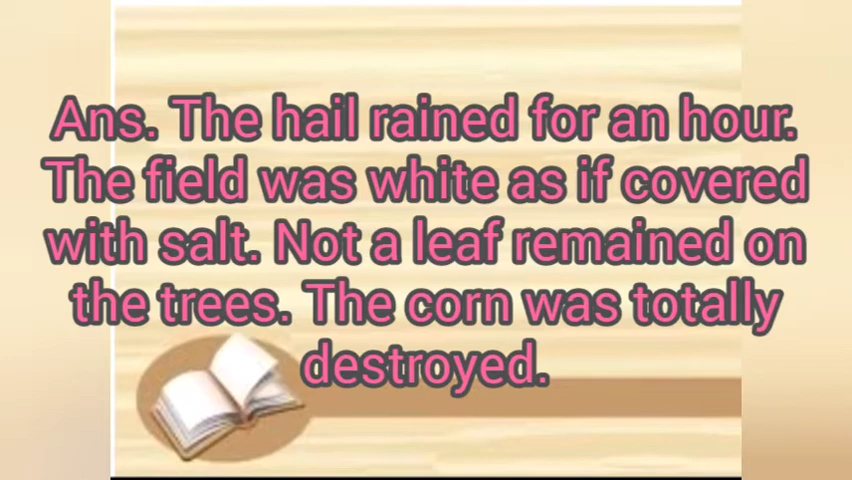 Ans. The hail rained for an hour.
The field was white as if covered
with salt. Not a leaf remained on
the trees. The corn was totally
destroyed.